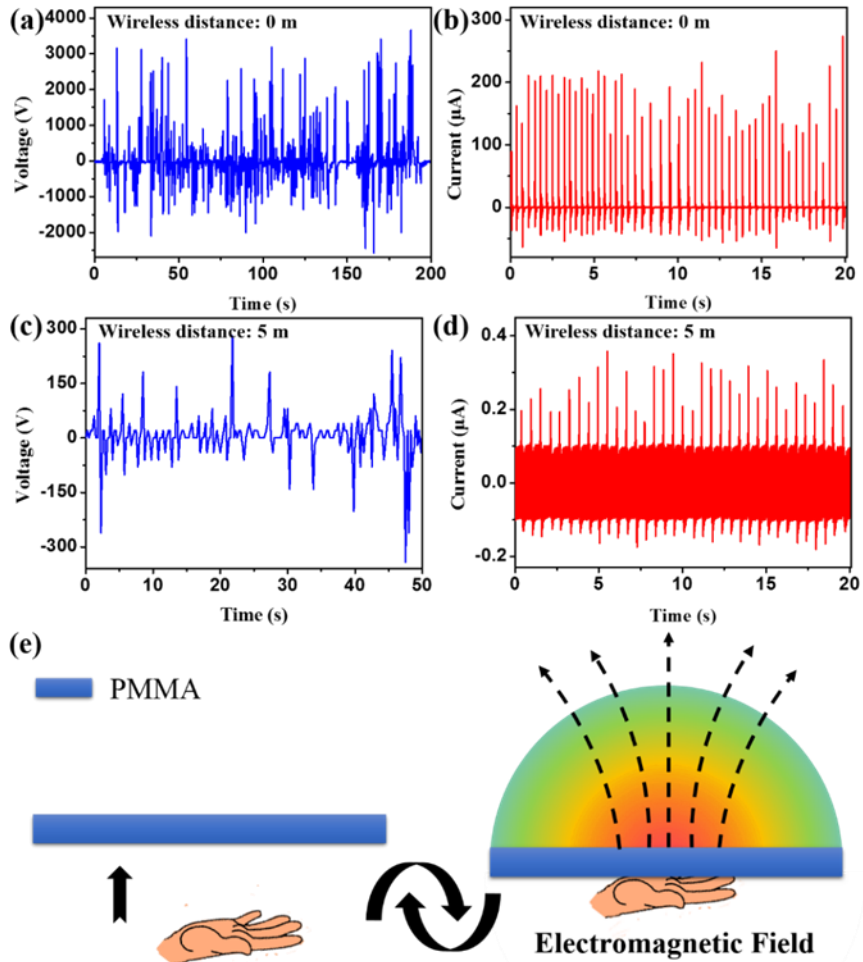 (a)
Wireless distance: 0 m
Voltage (V)
4000
3000
2000
1000
0
-1000
-2000
0
50
100
150
200
Time (s)
(b)
Wireless distance: 0 m
Current (μA)
300
200
100
0
0
5
10
15
20
Time (s)
(c)
Wireless distance: 5 m
Voltage (V)
300
150
0
-150
-300
0
10
20
30
40
50
Time (s)
(d)
Wireless distance: 5 m
Current (μA)
0.4
0.2
0.0
-0.2
0
5
10
15
20
Time (s)
(e)
PMMA
Electromagnetic Field